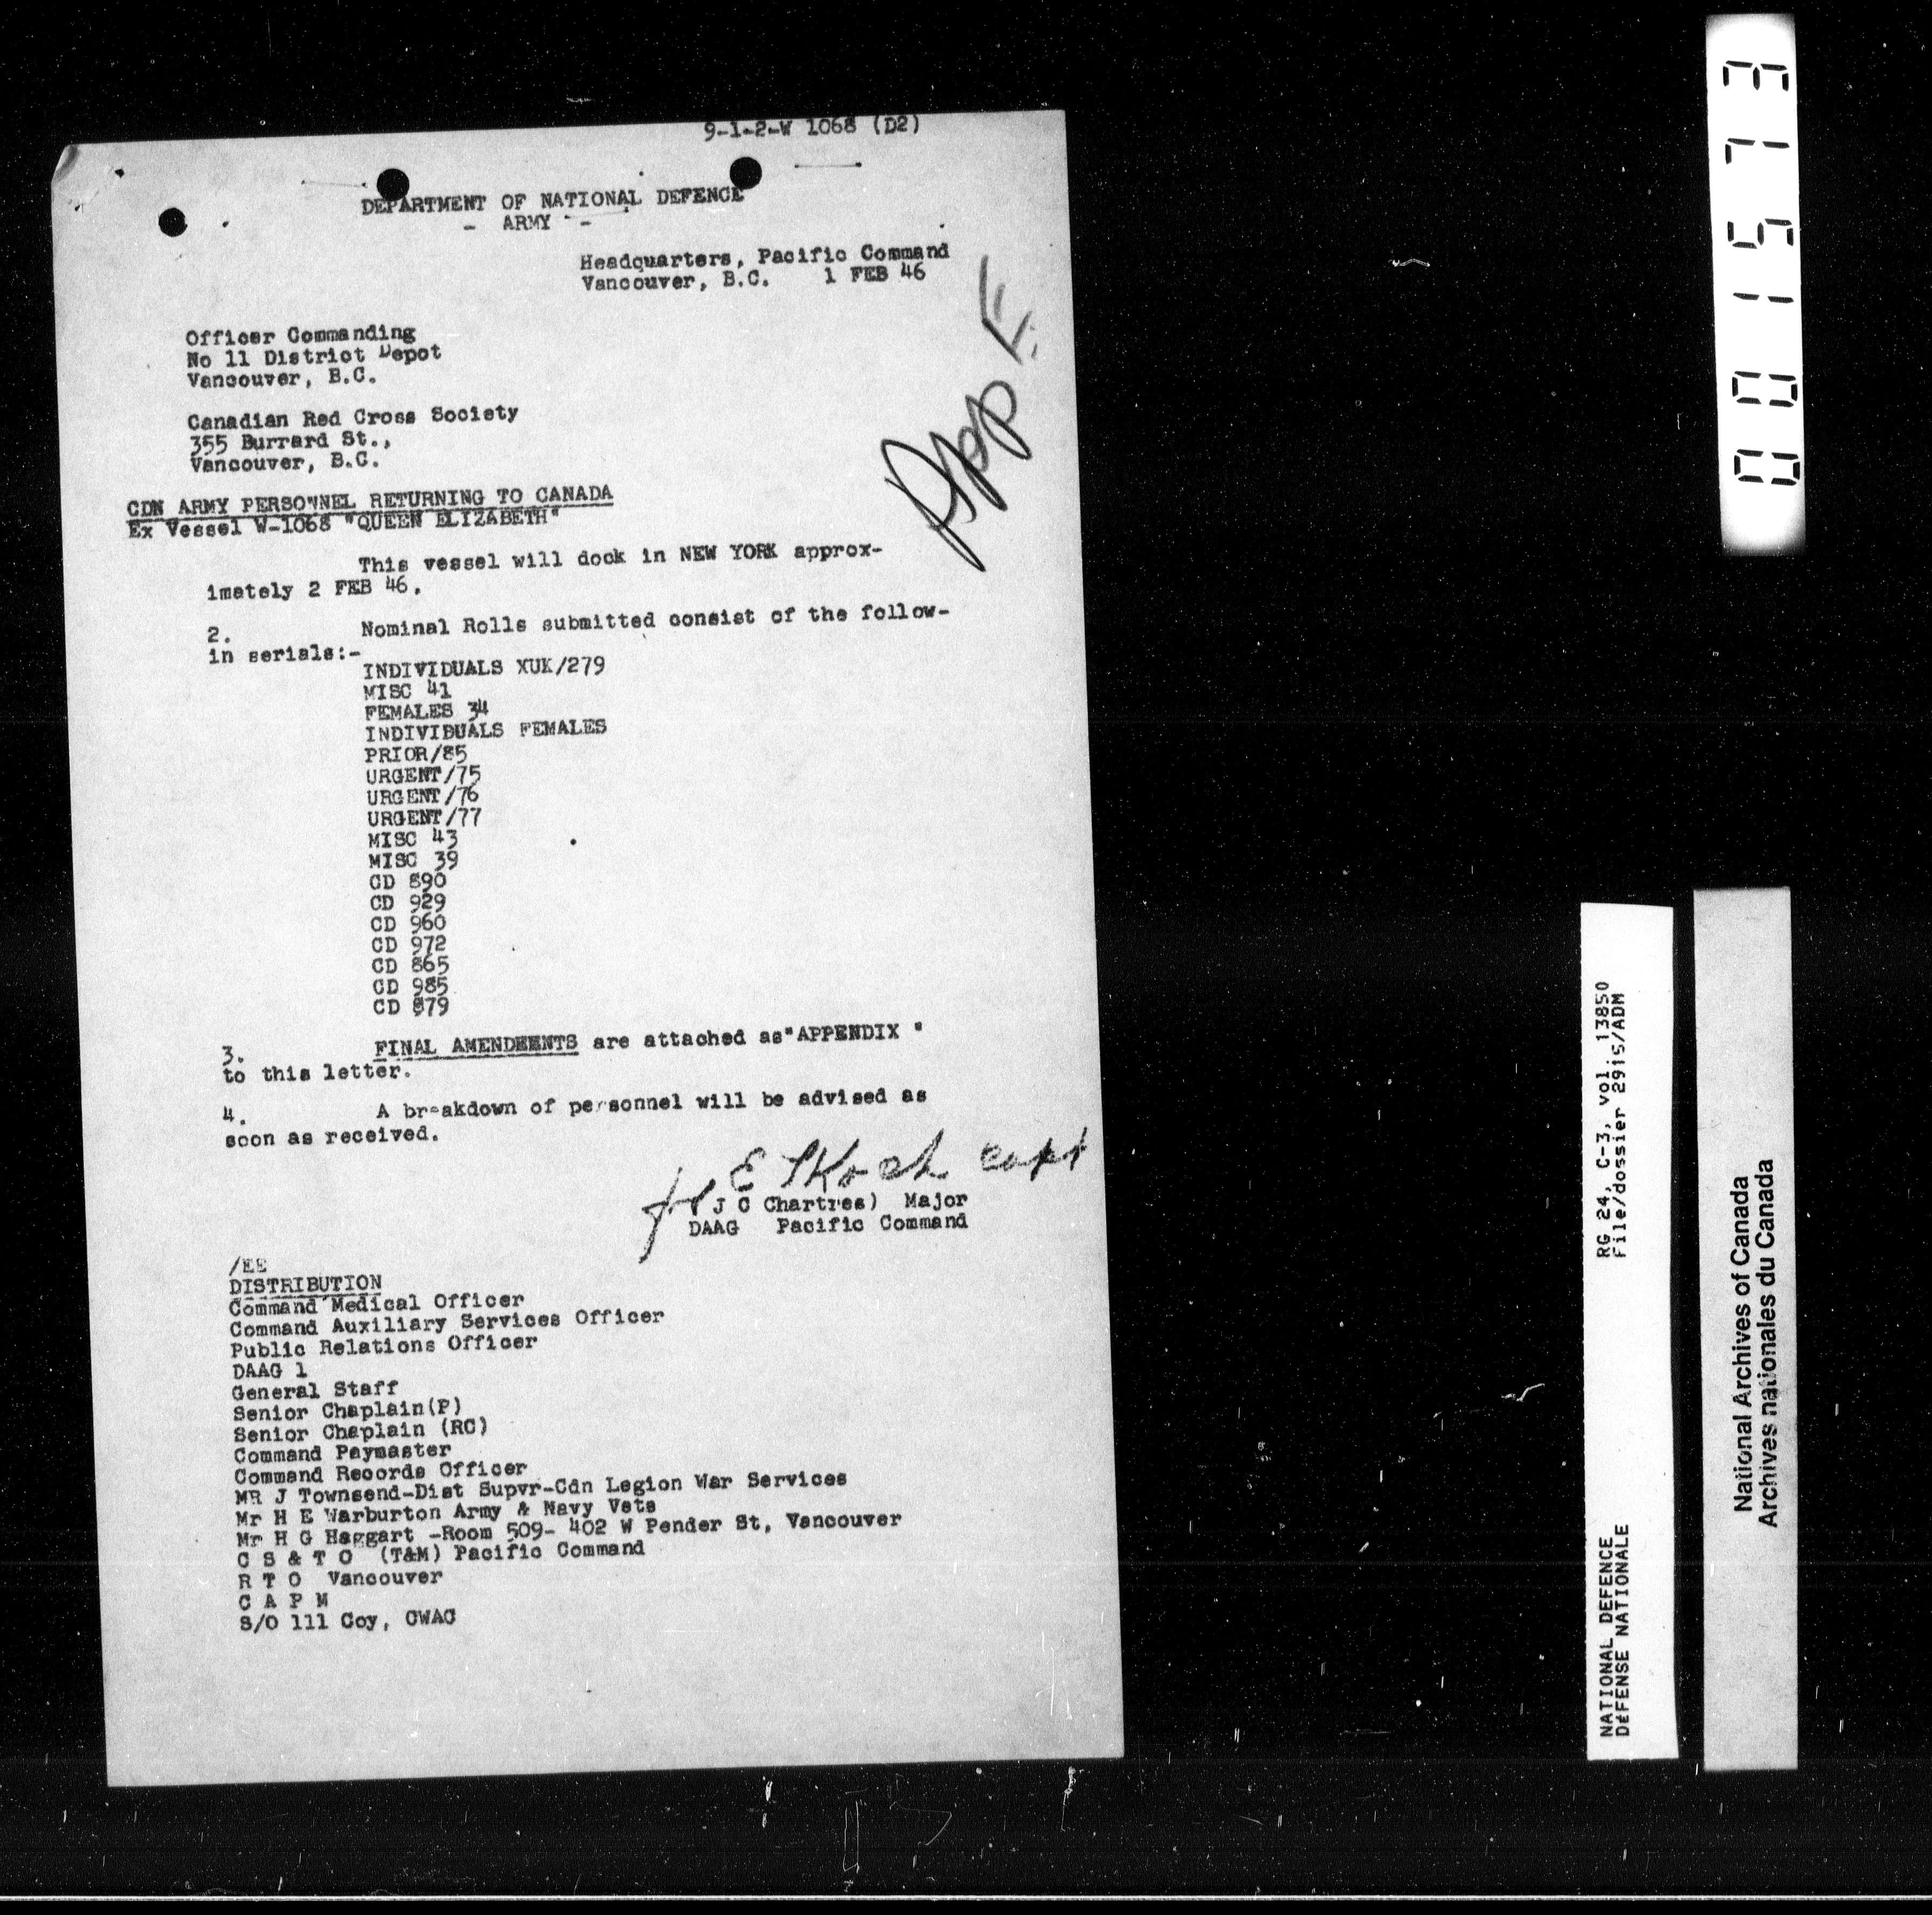 9-1-2-W 1068 (D2)
DEPARTMENT OF NATIONAL DEFENCE
- ARMY -
Headquarters, Pacific Command
Vancouver, B.C. 1 FEB 46
App F.
Officer Commanding
No 11 District Depot
Vancouver, B.C.
Canadian Red Cross Society
355 Burrard St.,
Vancouver, B.C.
CDN ARMY PERSONNEL RETURNING TO CANADA
Ex Vessel W-1068 "QUEEN ELIZABETH"
This vessel will dock in NEW YORK approx-
imately 2 FEB 46.
2. Nominal Rolls submitted consist of the follow-
in serials:-
INDIVIDUALS XUK/279
MISC 41
FEMALES 34
INDIVIDUALS FEMALES
PRIOR/85
URGENT/75
URGENT/76
URGENT/77
MISC 43
MISC 39
CD 890
CD 929
CD 960
CD 972
CD 865
CD 985
CD 879
3. FINAL AMENDEENTS are attached as"APPENDIX "
to this letter.
4. A breakdown of personnel will be advised as
soon as received.
for Koch Capt
J C Chartres) Major
DAAG Pacific Command
/EE
DISTRIBUTION
Command Medical Officer
Command Auxiliary Services Officer
Public Relations Officer
DAAG 1
General Staff
Senior Chaplain(P)
Senior Chaplain (RC)
Command Paymaster
Command Records Officer
MR J Townsend-Dist Supvr-Cdn Legion War Services
Mr H E Warburton Army & Navy Vets
Mr H G Haggart -Room 509- 402 W Pender St, Vancouver
C S & T O (T&M) Pacific Command
R T O Vancouver
C A P M
S/O 111 Coy, CWAC
001573
RG 24, C-3, vol. 13850
File/dossier 2915/ADM
NATIONAL DEFENCE
DÉFENSE NATIONALE
National Archives of Canada
Archives nationales du Canada